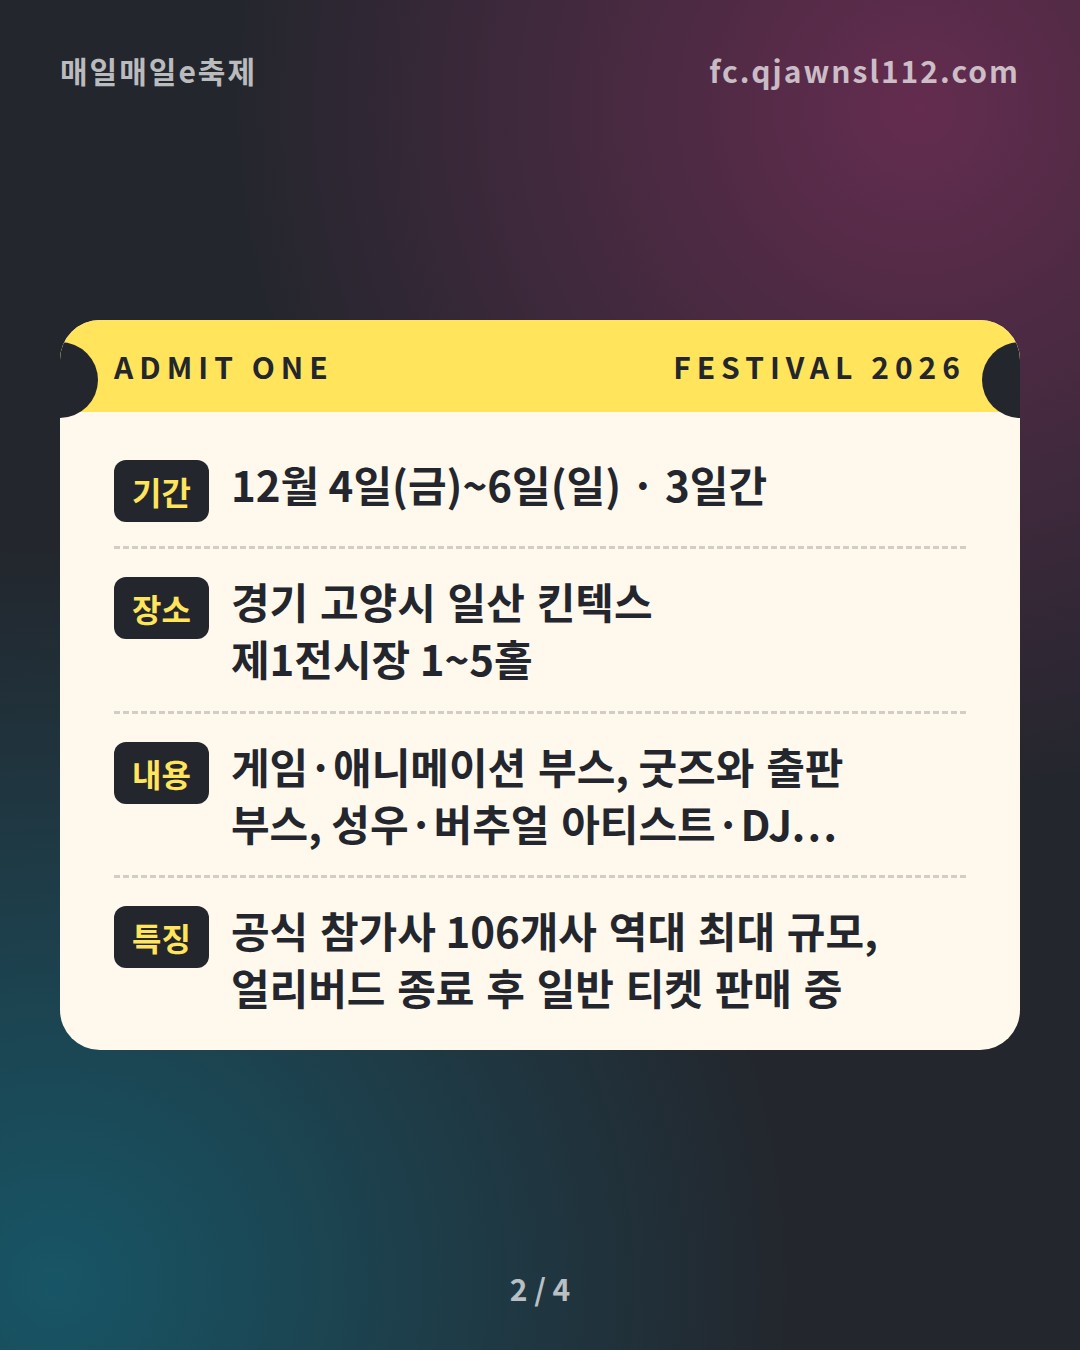 매일매일e축제
fc.qjawnsl112.com
ADMIT ONE
FESTIVAL 2026
기간
12월 4일(금)~6일(일) · 3일간
장소
경기 고양시 일산 킨텍스
제1전시장 1~5홀
내용
게임·애니메이션 부스, 굿즈와 출판
부스, 성우·버추얼 아티스트·DJ…
특징
공식 참가사 106개사 역대 최대 규모,
얼리버드 종료 후 일반 티켓 판매 중
2 / 4